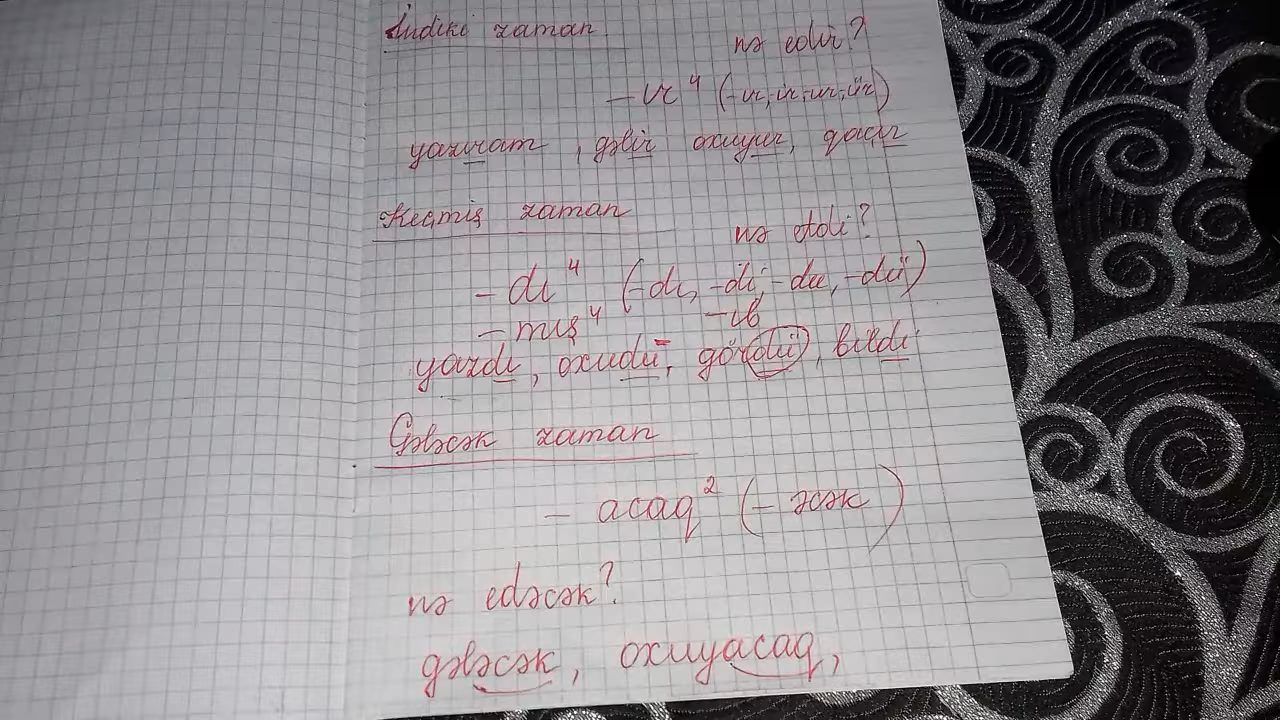 İndiki zaman
nə edir?
-ır⁴ (-ır,-ir,-ur,-ür)
yazıram, gəlir oxuyur, qaçır
Keçmiş zaman
nə etdi?
-dı⁴ (-dı, -di, -du, -dü)
-mış⁴ -ıb
yazdı, oxudu, gördü, bildi
Gələcək zaman
- acaq² (- əcək)
nə edəcək?
gələcək, oxuyacaq,